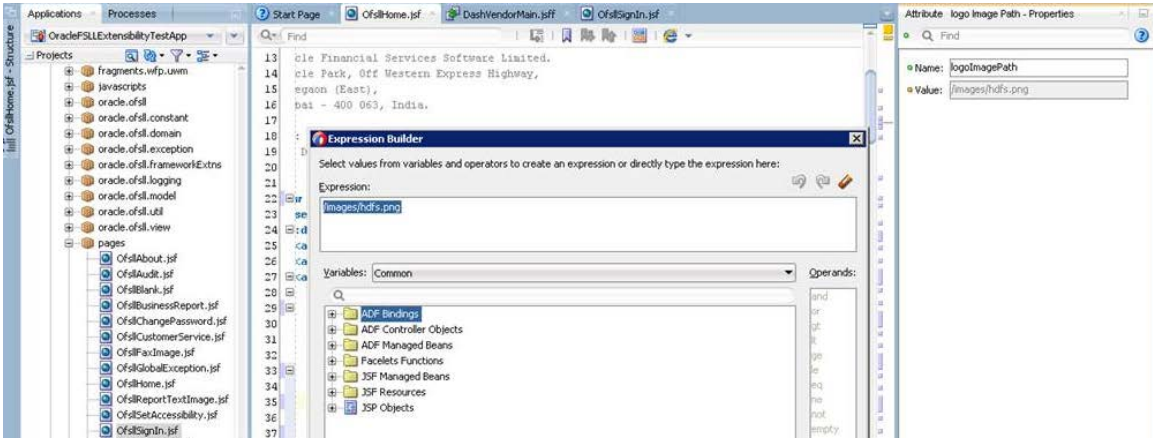 Applications
Processes
OracleFSLLExtensibilityTestApp
Projects
fragments.wfp.uwm
javascripts
oracle.ofsll
oracle.ofsll.constant
oracle.ofsll.domain
oracle.ofsll.exception
oracle.ofsll.frameworkExtns
oracle.ofsll.logging
oracle.ofsll.model
oracle.ofsll.util
oracle.ofsll.view
pages
OfsllAbout.jsf
OfsllAudit.jsf
OfsllBlank.jsf
OfsllBusinessReport.jsf
OfsllChangePassword.jsf
OfsllCustomerService.jsf
OfsllFaxImage.jsf
OfsllGlobalException.jsf
OfsllHome.jsf
OfsllReportTextImage.jsf
OfsllSetAccessibility.jsf
OfsllSignIn.jsf
OfsllHome.jsf - Structure
Start Page
OfsllHome.jsf
DashVendorMain.jsff
OfsllSignIn.jsf
Find
13 cle Financial Services Software Limited.
14 cle Park, Off Western Express Highway,
15 egaon (East),
16 bai - 400 063, India.
17
18 :
19
20
21
22
23 se
24 :d
25 <a
26 <a
27 <a
28
29
30
31
32
33
34
35
36
37
Expression Builder
Select values from variables and operators to create an expression or directly type the expression here:
Expression:
/images/hdfs.png
Variables: Common
Operands:
ADF Bindings
ADF Controller Objects
ADF Managed Beans
Facelets Functions
JSF Managed Beans
JSF Resources
JSP Objects
and
or
gt
lt
ge
le
eq
ne
not
empty
Attribute logo Image Path - Properties
Find
Name: logoImagePath
Value: /images/hdfs.png